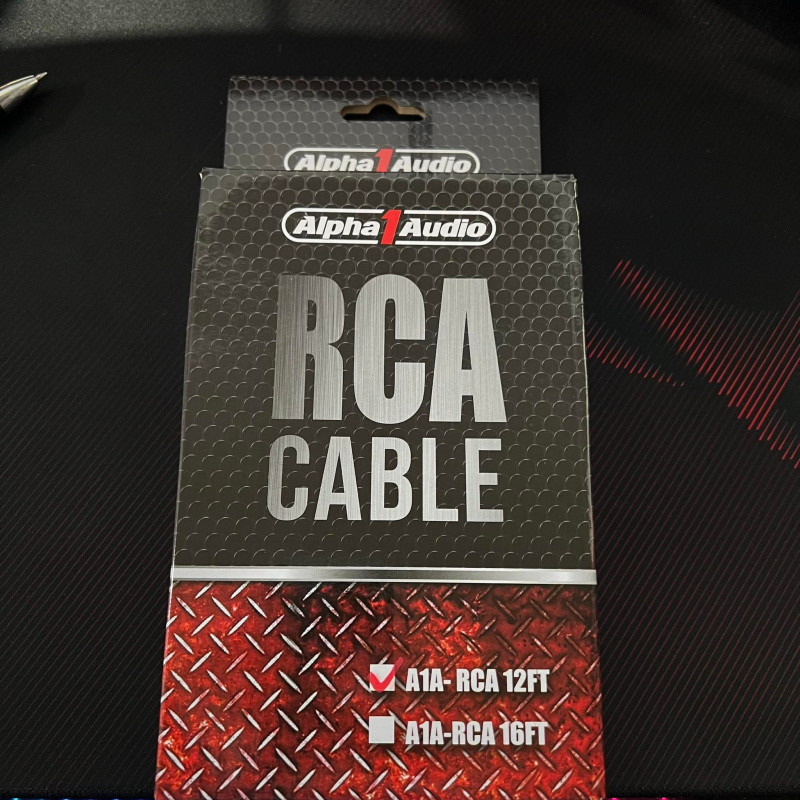 Alpha1Audio
Alpha1Audio
RCA
CABLE
A1A- RCA 12FT
A1A-RCA 16FT